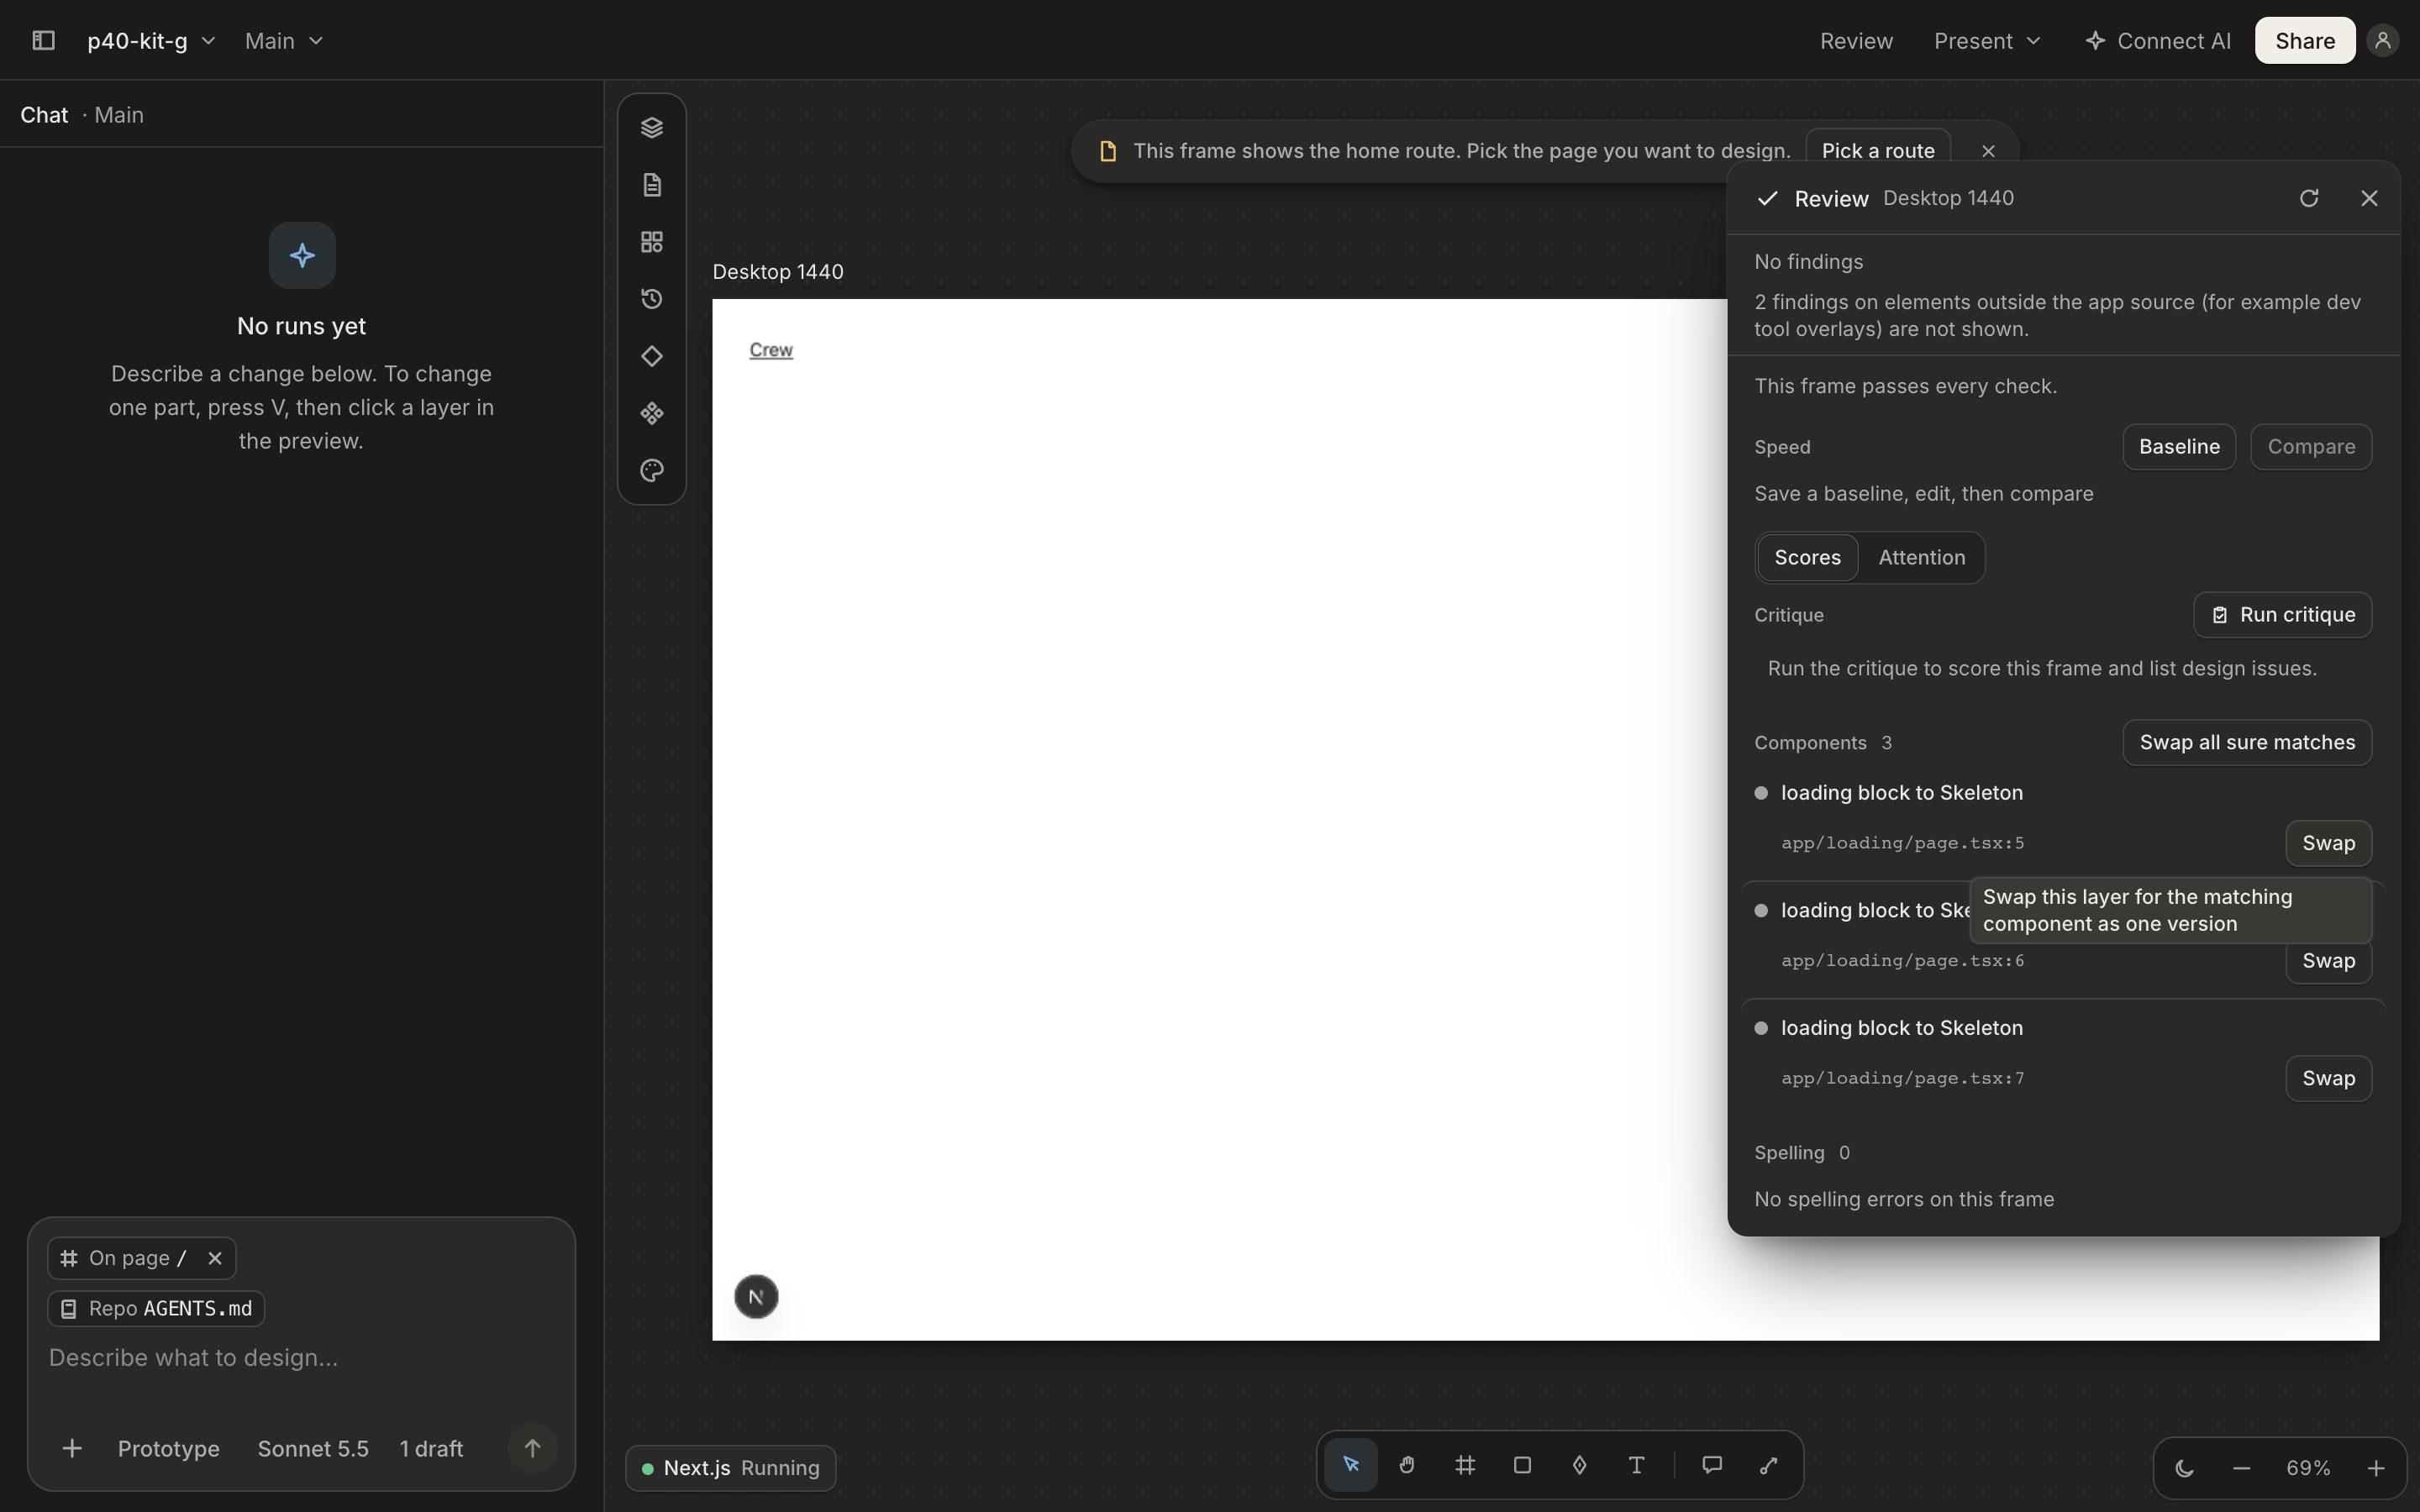 p40-kit-g
Main
Review
Present
Connect AI
Share
Chat · Main
No runs yet
Describe a change below. To change
one part, press V, then click a layer in
the preview.
On page /
Repo AGENTS.md
Describe what to design...
Prototype
Sonnet 5.5
1 draft
This frame shows the home route. Pick the page you want to design.
Pick a route
Desktop 1440
Crew
N
Review Desktop 1440
No findings
2 findings on elements outside the app source (for example dev
tool overlays) are not shown.
This frame passes every check.
Speed
Baseline
Compare
Save a baseline, edit, then compare
Scores
Attention
Critique
Run critique
Run the critique to score this frame and list design issues.
Components 3
Swap all sure matches
loading block to Skeleton
app/loading/page.tsx:5
Swap
loading block to Ske
Swap this layer for the matching
component as one version
app/loading/page.tsx:6
Swap
loading block to Skeleton
app/loading/page.tsx:7
Swap
Spelling 0
No spelling errors on this frame
Next.js Running
69%